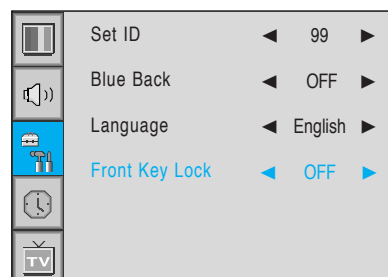 Set ID ◀ 99 ▶
Blue Back ◀ OFF ▶
Language ◀ English ▶
Front Key Lock ◀ OFF ▶
TV